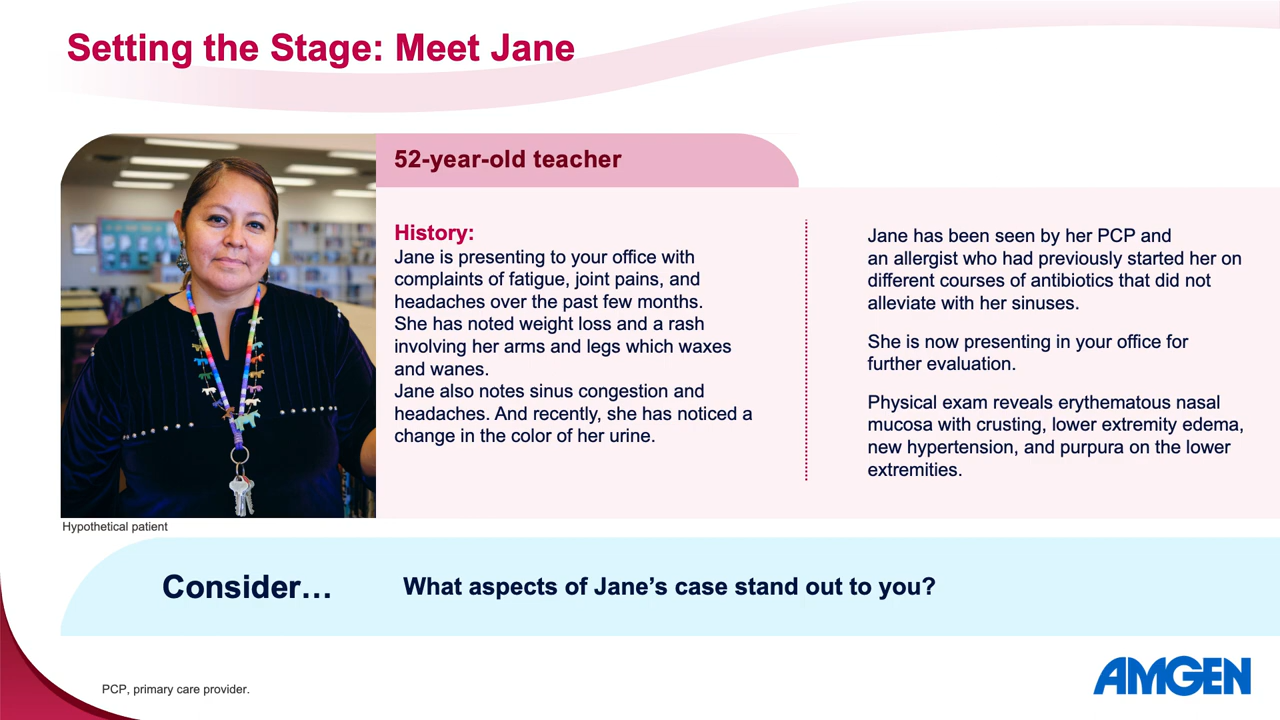 Setting the Stage: Meet Jane
52-year-old teacher
History:
Jane is presenting to your office with
complaints of fatigue, joint pains, and
headaches over the past few months.
She has noted weight loss and a rash
involving her arms and legs which waxes
and wanes.
Jane also notes sinus congestion and
headaches. And recently, she has noticed a
change in the color of her urine.
Jane has been seen by her PCP and
an allergist who had previously started her on
different courses of antibiotics that did not
alleviate with her sinuses.
She is now presenting in your office for
further evaluation.
Physical exam reveals erythematous nasal
mucosa with crusting, lower extremity edema,
new hypertension, and purpura on the lower
extremities.
Hypothetical patient
Consider…
What aspects of Jane’s case stand out to you?
PCP, primary care provider.
AMGEN